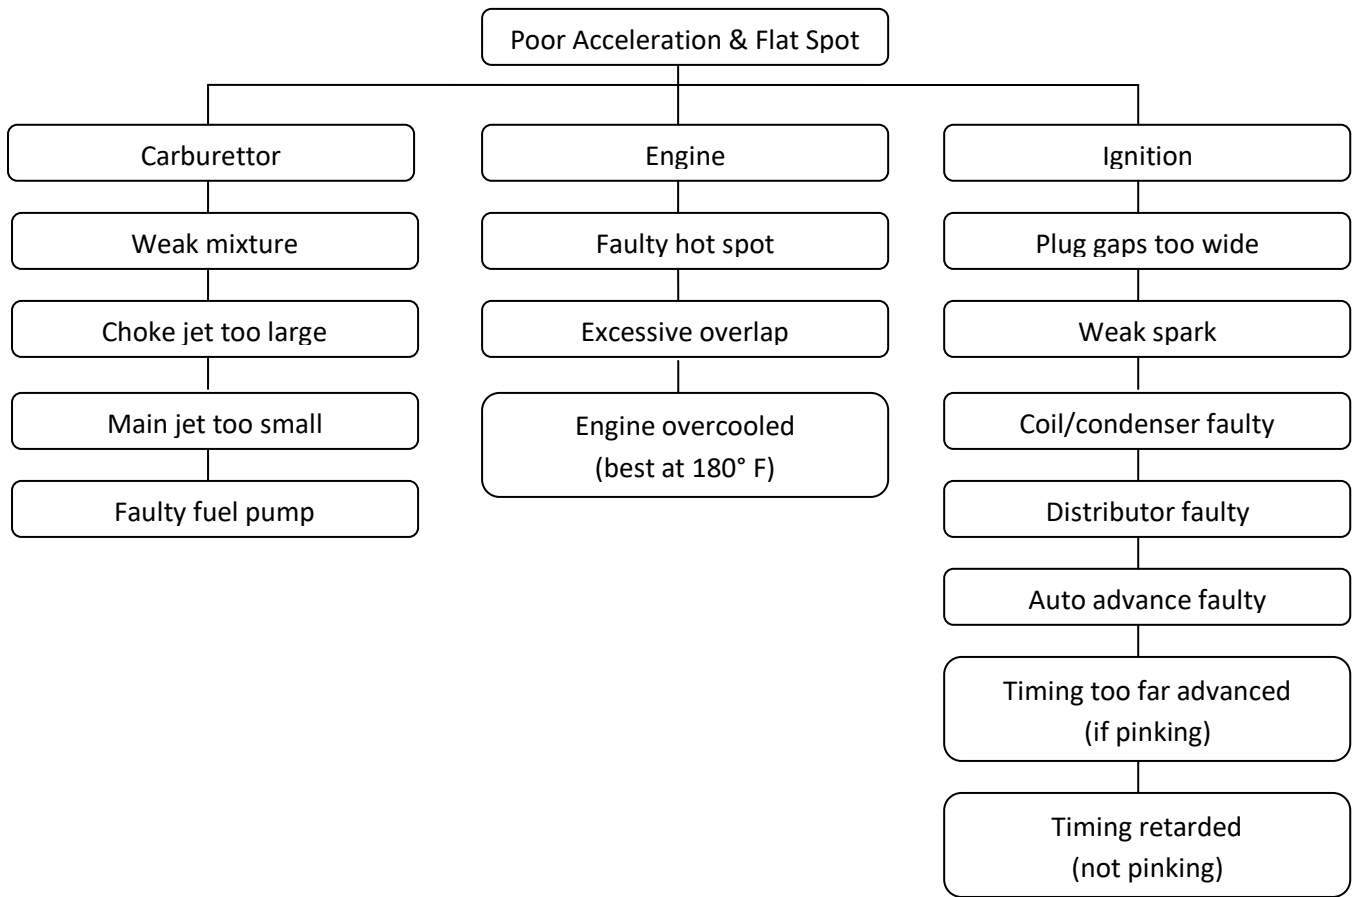 Poor Acceleration & Flat Spot
Carburettor
Weak mixture
Choke jet too large
Main jet too small
Faulty fuel pump
Engine
Faulty hot spot
Excessive overlap
Engine overcooled
(best at 180° F)
Ignition
Plug gaps too wide
Weak spark
Coil/condenser faulty
Distributor faulty
Auto advance faulty
Timing too far advanced
(if pinking)
Timing retarded
(not pinking)